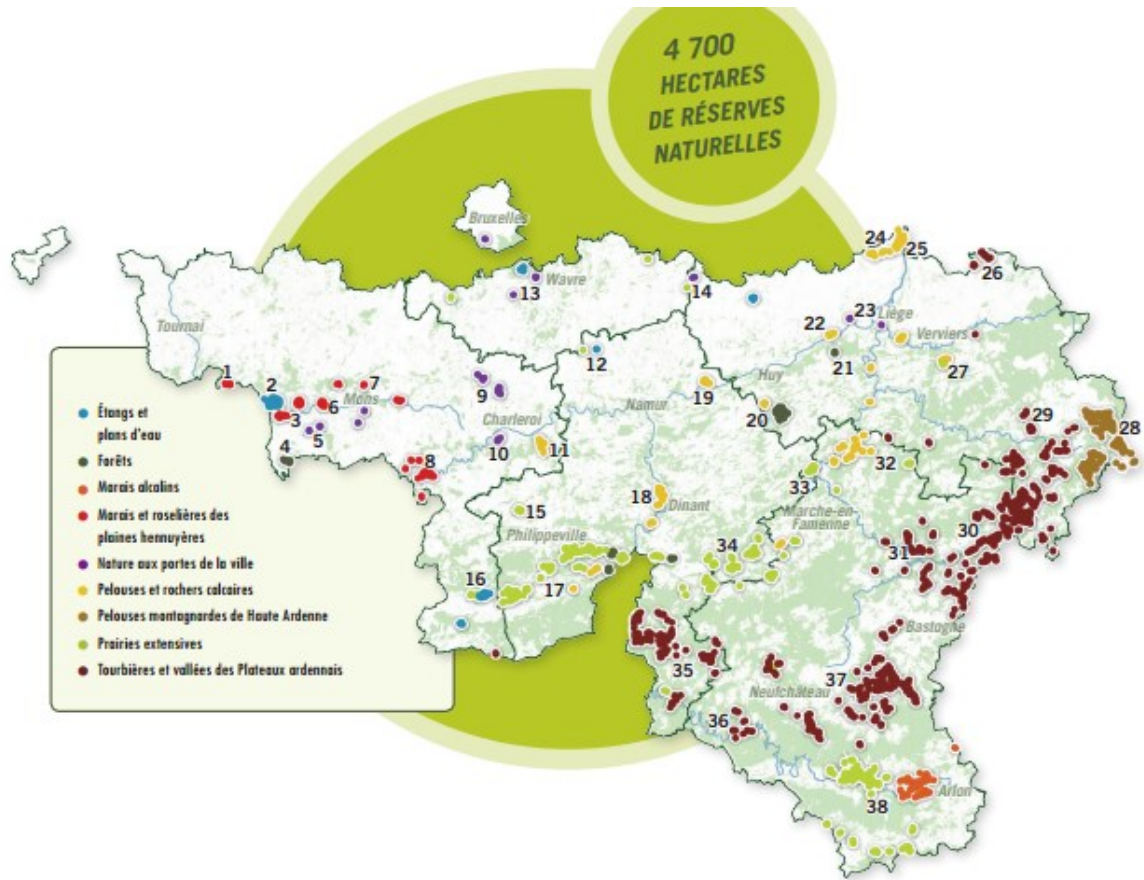 4 700
HECTARES
DE RÉSERVES
NATURELLES
Bruxelles
24
25
26
Wavre
13
14
Tournai
23
Liège
22
Verviers
1
2
7
12
21
27
Mons
6
9
Huy
3
19
Namur
Charleroi
29
5
20
28
4
10
11
8
32
33
18
Dinant
15
Marche-en-
Famenne
30
Philippeville
34
31
16
17
Bastogne
35
37
Neufchâteau
36
Arlon
38
Étangs et
plans d'eau
Forêts
Marais alcalins
Marais et roselières des
plaines hennuyères
Nature aux portes de la ville
Pelouses et rochers calcaires
Pelouses montagnardes de Haute Ardenne
Prairies extensives
Tourbières et vallées des Plateaux ardennais